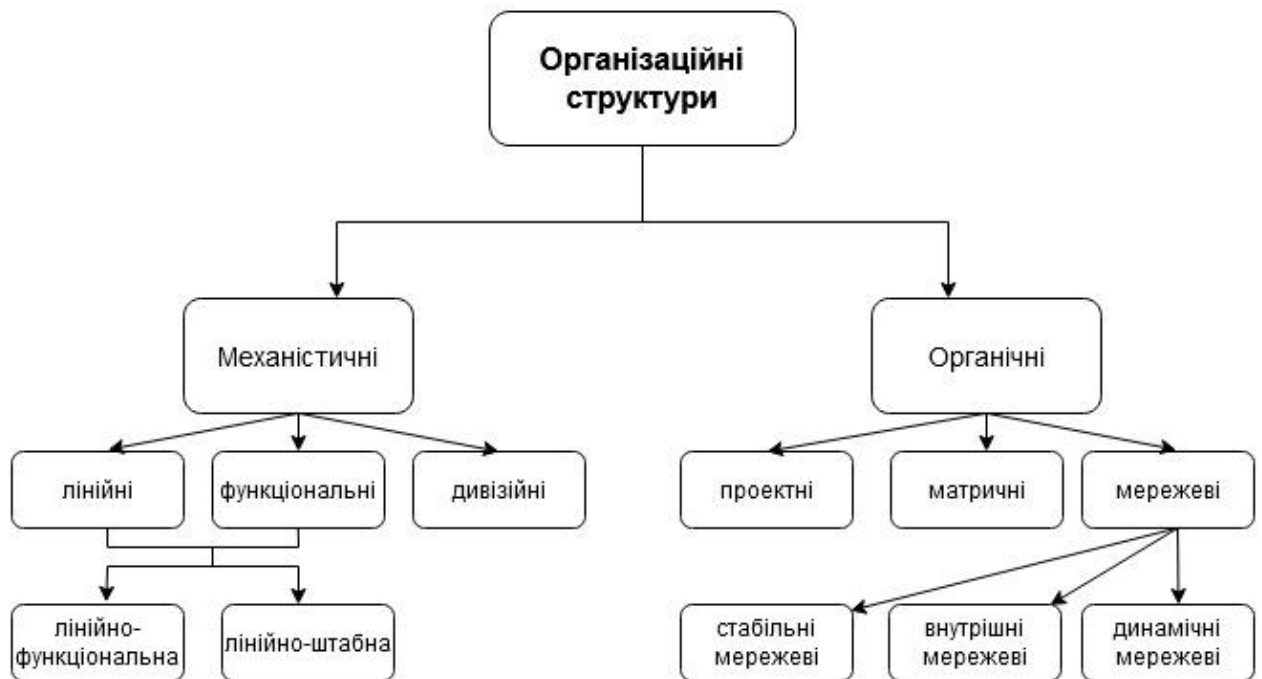 Організаційні
структури
Механістичні
Органічні
лінійні
функціональні
дивізійні
проектні
матричні
мережеві
лінійно-
функціональна
лінійно-штабна
стабільні
мережеві
внутрішні
мережеві
динамічні
мережеві